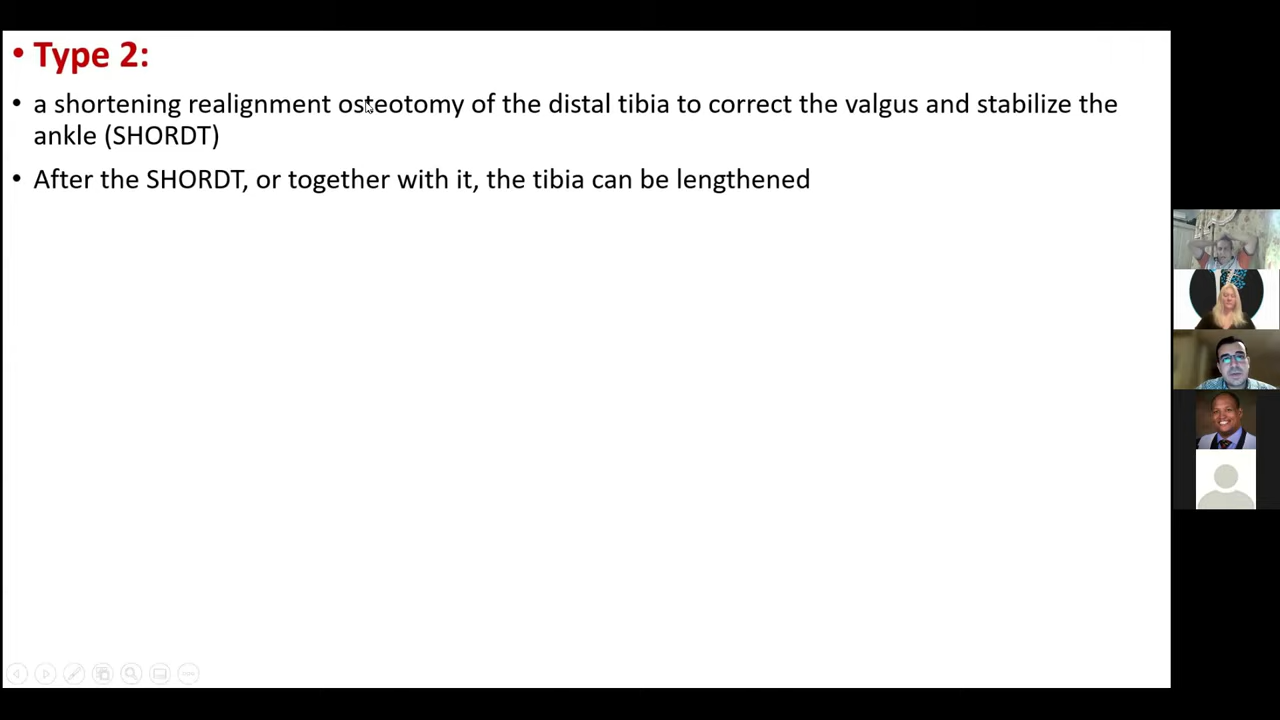 • Type 2:
• a shortening realignment osteotomy of the distal tibia to correct the valgus and stabilize the
ankle (SHORDT)
• After the SHORDT, or together with it, the tibia can be lengthened